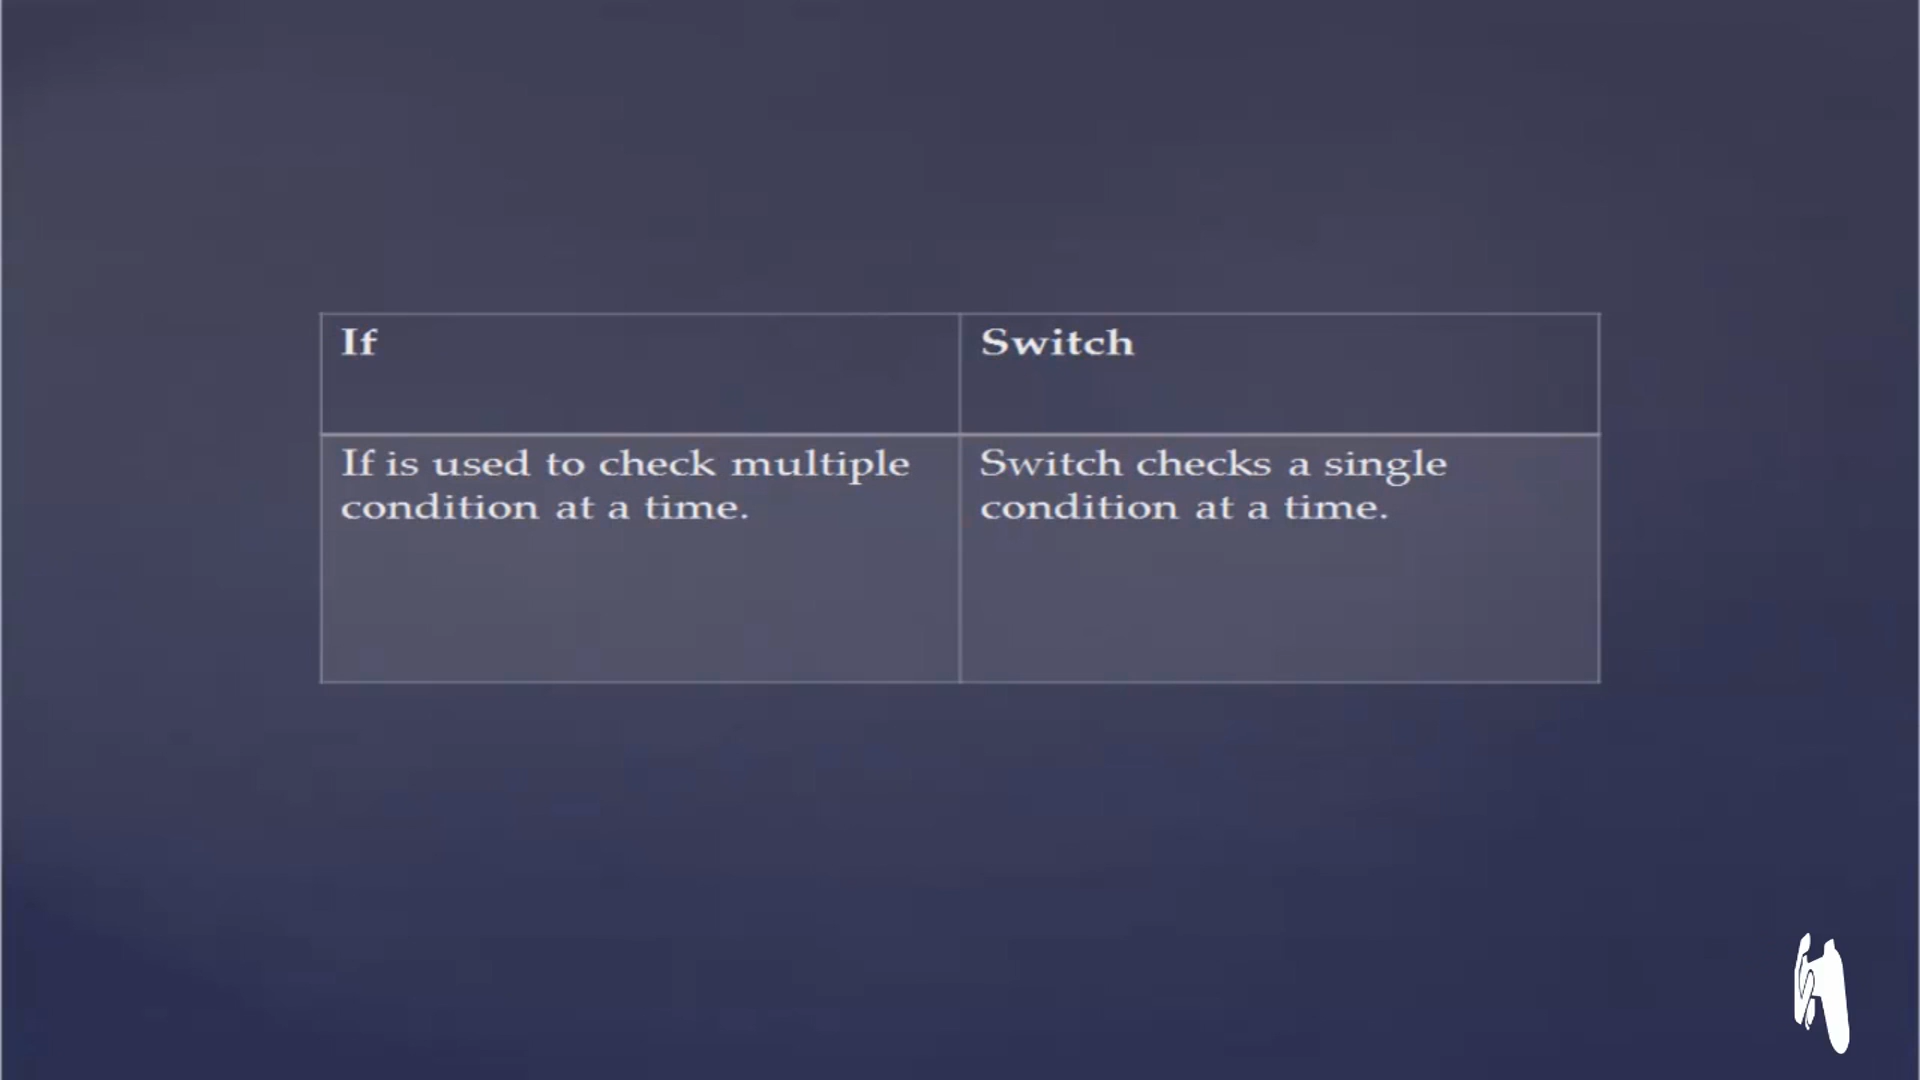 If
Switch
If is used to check multiple
condition at a time.
Switch checks a single
condition at a time.